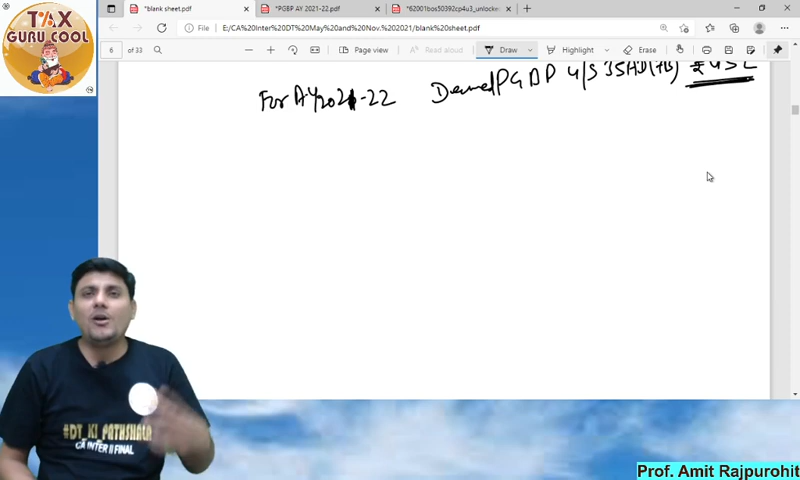 TAX
GURU COOL
*blank sheet.pdf
*PGBP AY 2021-22.pdf
*62001bos50392cp4u3_unlocked
File
E:/CA%20Inter%20DT%20May%20and%20Nov.%202021/blank%20sheet.pdf
6
of 33
Page view
Read aloud
Draw
Highlight
Erase
For A.Y 2021-22 Deemed PGBP u/s 35AD(7B)
#DT_KI_PATHSHALA
CA INTER II FINAL
Prof. Amit Rajpurohit